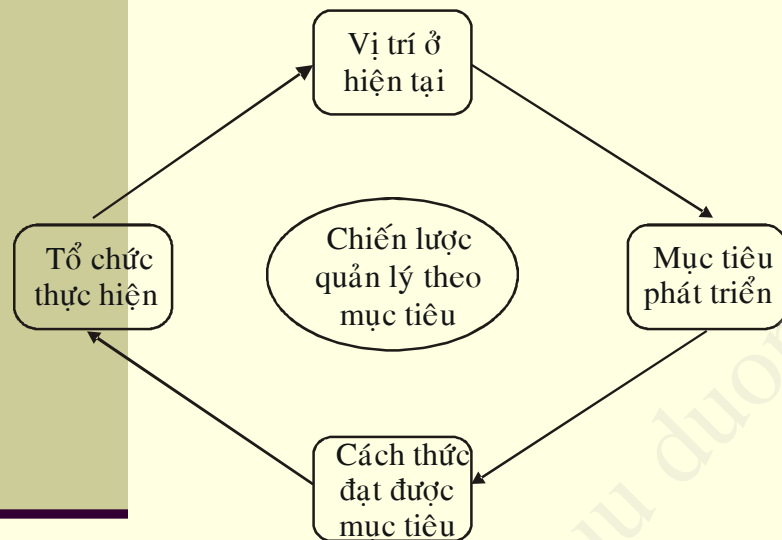 Vị trí ở
hiện tại
Tổ chức
thực hiện
Chiến lược
quản lý theo
mục tiêu
Mục tiêu
phát triển
Cách thức
đạt được
mục tiêu